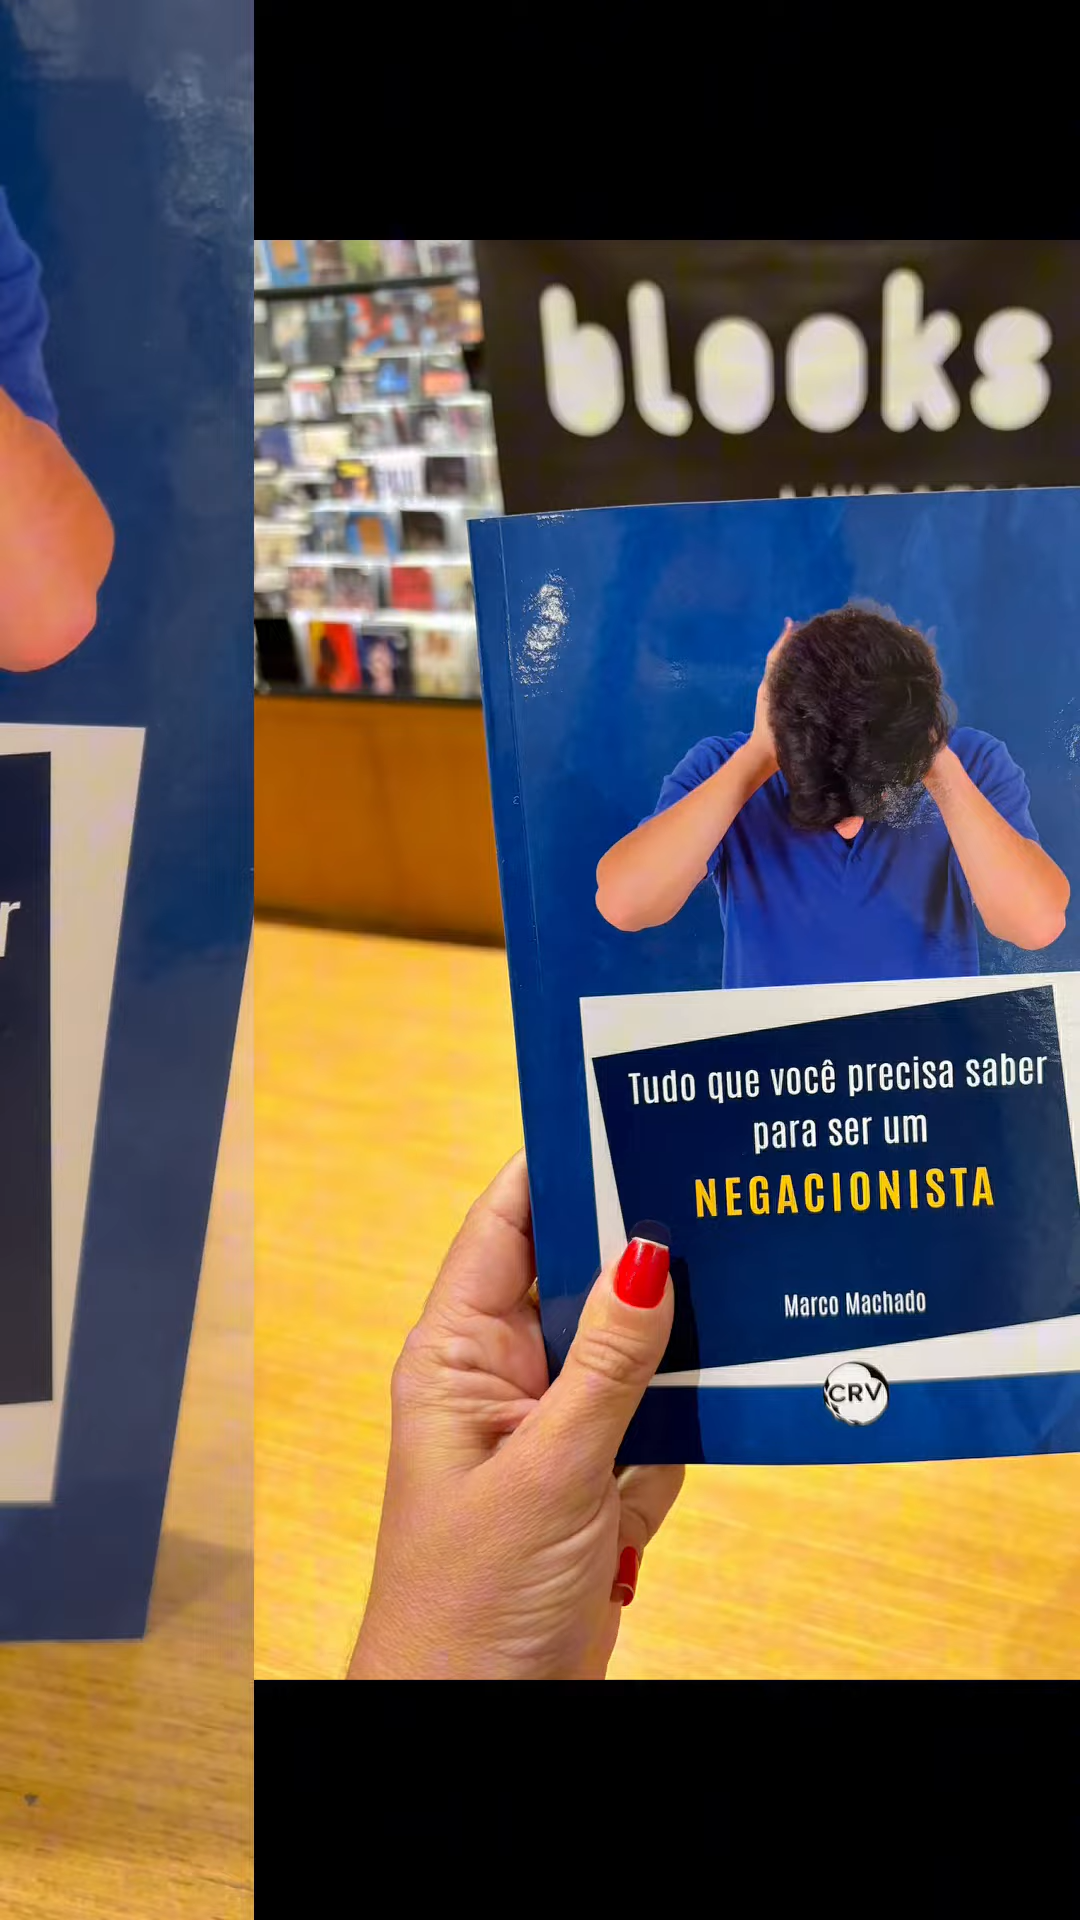 r
blooks
Tudo que você precisa saber
para ser um
NEGACIONISTA
Marco Machado
CRV